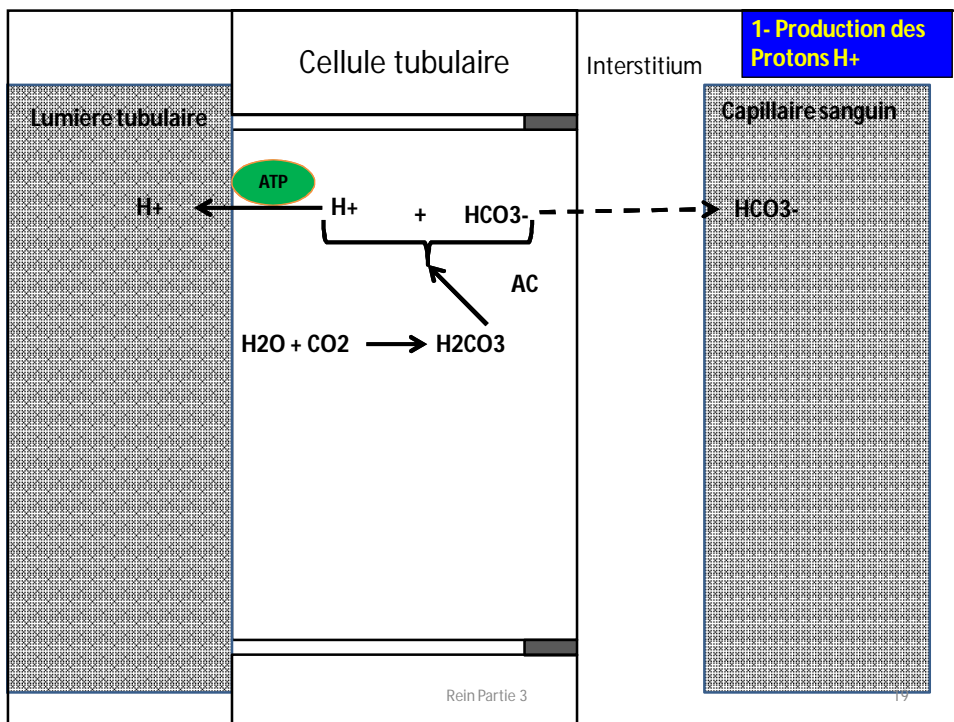 1- Production des
Protons H+
Cellule tubulaire
Interstitium
Lumière tubulaire
Capillaire sanguin
ATP
H+ H+ + HCO3- HCO3-
AC
H2O + CO2 H2CO3
Rein Partie 3
19